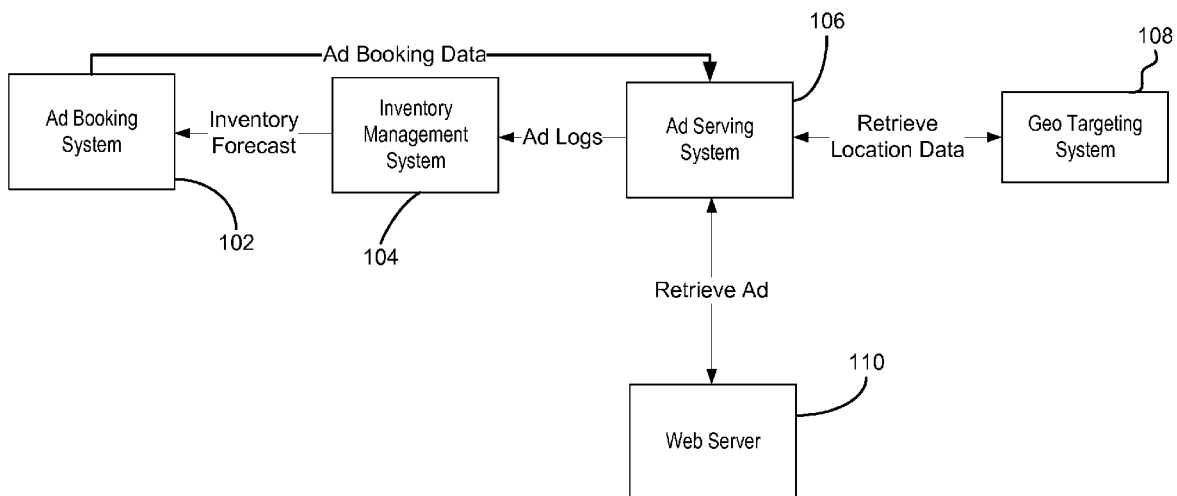 Ad Booking Data
106
108
Ad Booking
System
Inventory
Forecast
Inventory
Management
System
Ad Logs
Ad Serving
System
Retrieve
Location Data
Geo Targeting
System
102
104
Retrieve Ad
110
Web Server